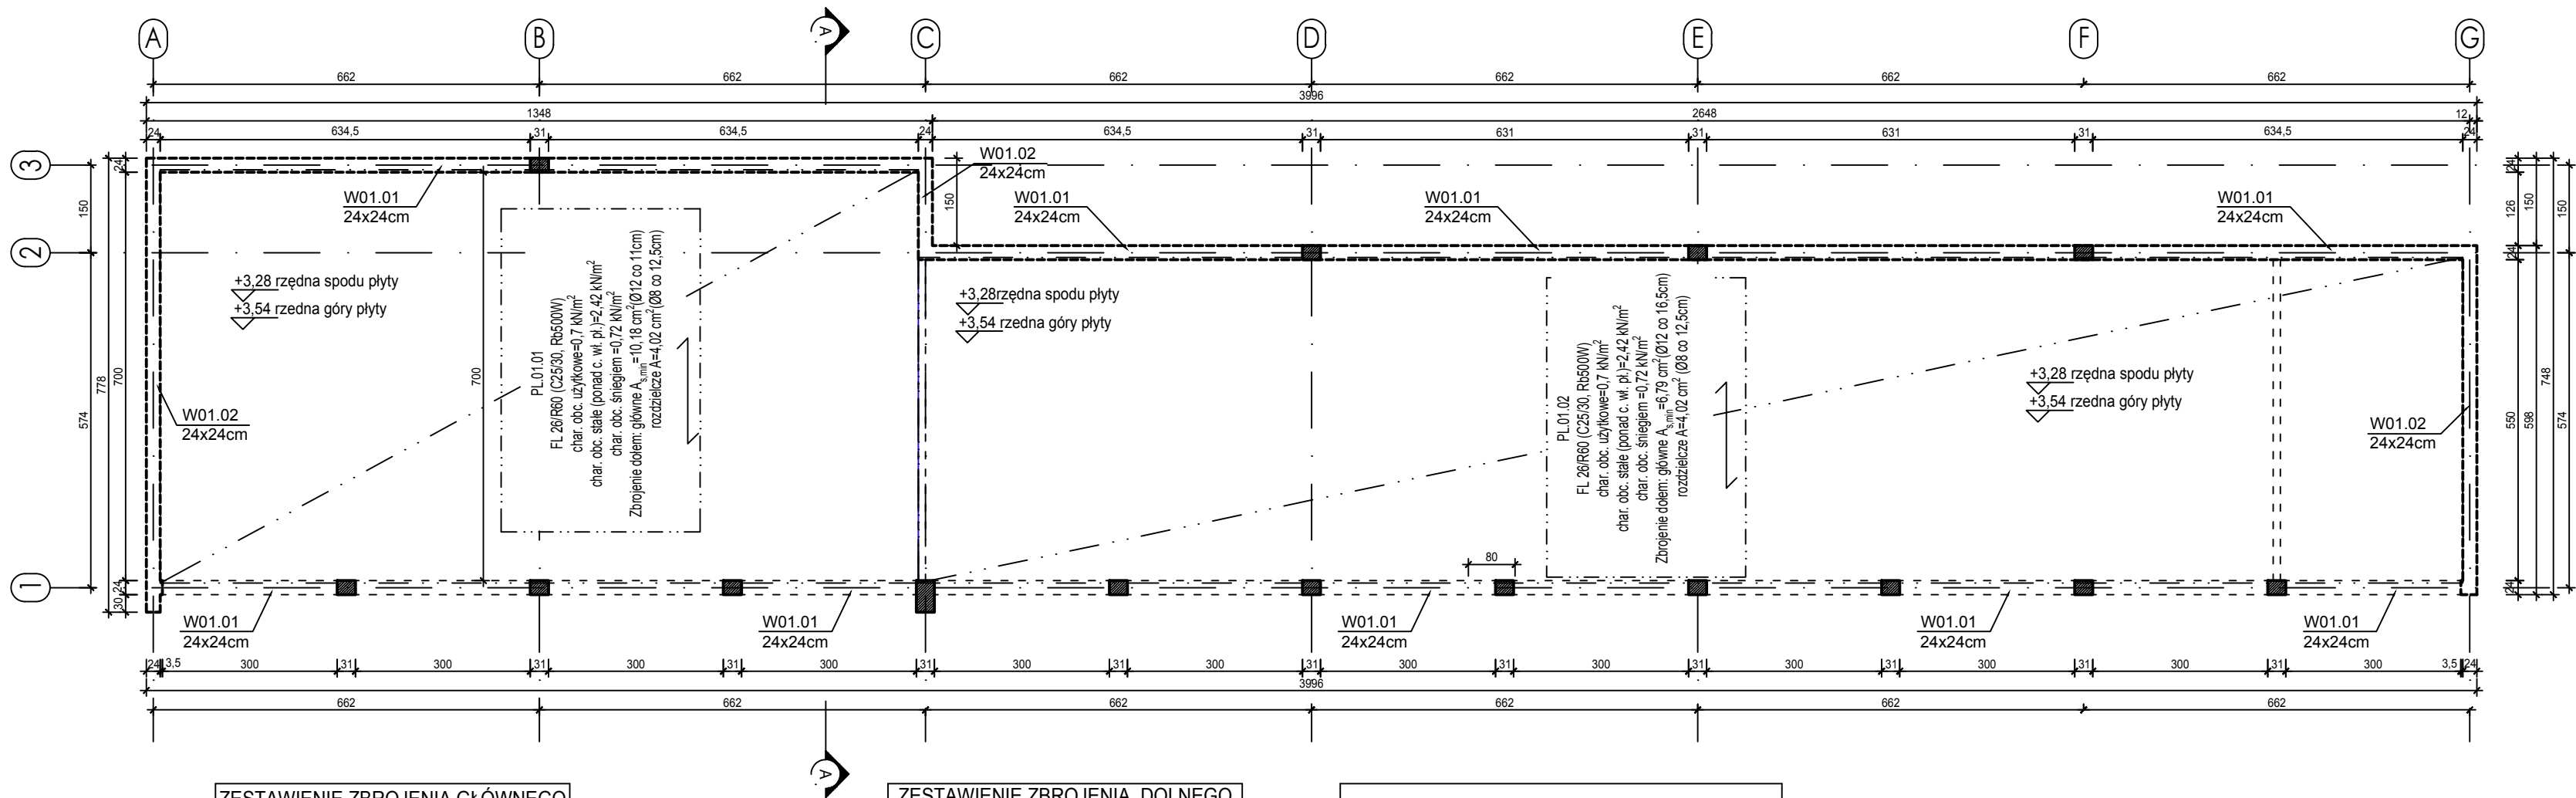 A B A C D E F G
662 662 662 662 662 662
3996
1348 2648 12
24 634,5 31 634,5 24 634,5 31 631 31 631 31 634,5 24
3
2
1
150
574
778
24
700
24
30
W01.01
24x24cm
W01.02
24x24cm
150
W01.01
24x24cm
W01.01
24x24cm
W01.01
24x24cm
+3,28 rzędna spodu płyty
+3,54 rzedna góry płyty
700
PL.01.01
FL 26/R60 (C25/30, Rb500W)
char. obc. użytkowe=0,7 kN/m²
char. obc. stałe (ponad c. wł. pł.)=2,42 kN/m²
char. obc. śniegiem =0,72 kN/m²
Zbrojenie dołem: główne As,min=10,18 cm²(Ø12 co 11cm)
rozdzielcze A=4,02 cm²(Ø8 co 12,5cm)
+3,28rzędna spodu płyty
+3,54 rzedna góry płyty
PL.01.02
FL 26/R60 (C25/30, Rb500W)
char. obc. użytkowe=0,7 kN/m²
char. obc. stałe (ponad c. wł. pł.)=2,42 kN/m²
char. obc. śniegiem =0,72 kN/m²
Zbrojenie dołem: główne As,min=6,79 cm²(Ø12 co 16,5cm)
rozdzielcze A=4,02 cm² (Ø8 co 12,5cm)
+3,28 rzędna spodu płyty
+3,54 rzedna góry płyty
W01.02
24x24cm
W01.02
24x24cm
24
126
24
550
24
150
598
748
150
574
80
W01.01
24x24cm
W01.01
24x24cm
W01.01
24x24cm
W01.01
24x24cm
W01.01
24x24cm
24 3,5 300 31 300 31 300 31 300 31 300 31 300 31 300 31 300 31 300 31 300 31 300 31 300 3,5 24
3996
662 662 662 662 662 662
A
ZESTAWIENIE ZBROJENIA GŁÓWNEGO
ZESTAWIENIE ZBROJENIA DOLNEGO